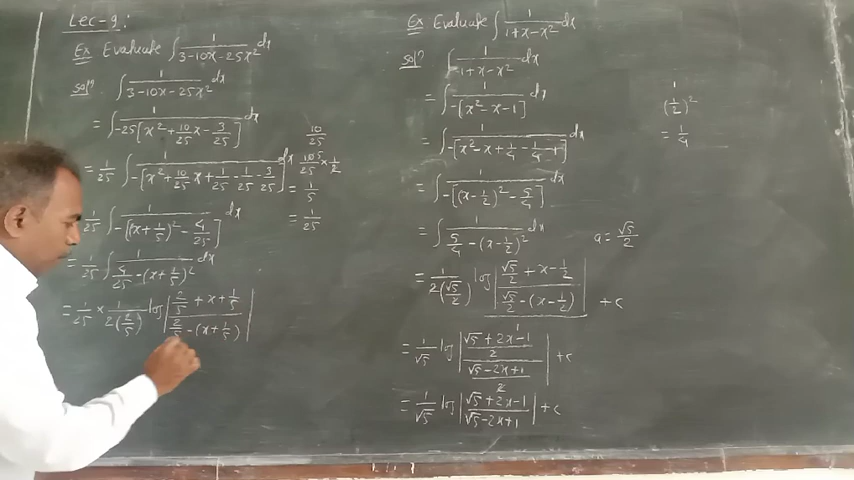 Lec-9:
Ex Evaluate ∫ 1/(3-10x-25x²) dx
Solⁿ ∫ 1/(3-10x-25x²) dx
= ∫ 1/(-25[x²+10/25 x-3/25]) dx
= 1/25 ∫ 1/(-[x²+10/25 x+1/25-1/25-3/25]) dx
= 1/25 ∫ 1/(-[(x+1/5)²-4/25]) dx
= 1/25 ∫ 1/(4/25-(x+1/5)²) dx
= 1/25 × 1/(2(2/5)) log|(2/5+x+1/5)/(2/5-(x+1/5))|
10/25
10/25 × 1/2
= 1/5
= 1/25
Ex Evaluate ∫ 1/(1+x-x²) dx
Solⁿ ∫ 1/(1+x-x²) dx
= ∫ 1/(-[x²-x-1]) dx
= ∫ 1/(-[x²-x+1/4-1/4-1]) dx
= ∫ 1/(-[(x-1/2)²-5/4]) dx
= ∫ 1/(5/4-(x-1/2)²) dx
= 1/(2(√5/2)) log|(√5/2+x-1/2)/(√5/2-(x-1/2))| + c
= 1/√5 log|((√5+2x-1)/2)/((√5-2x+1)/2)| + c
= 1/√5 log|(√5+2x-1)/(√5-2x+1)| + c
(1/2)²
= 1/4
a = √5/2